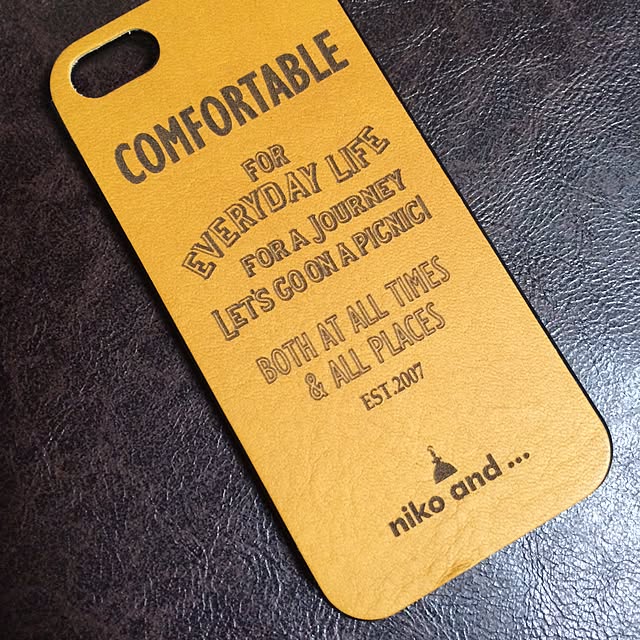 COMFORTABLE
FOR
EVERYDAY LIFE
FOR A JOURNEY
LET'S GO ON A PICNIC!
BOTH AT ALL TIMES
& ALL PLACES
EST.2007
niko and ...